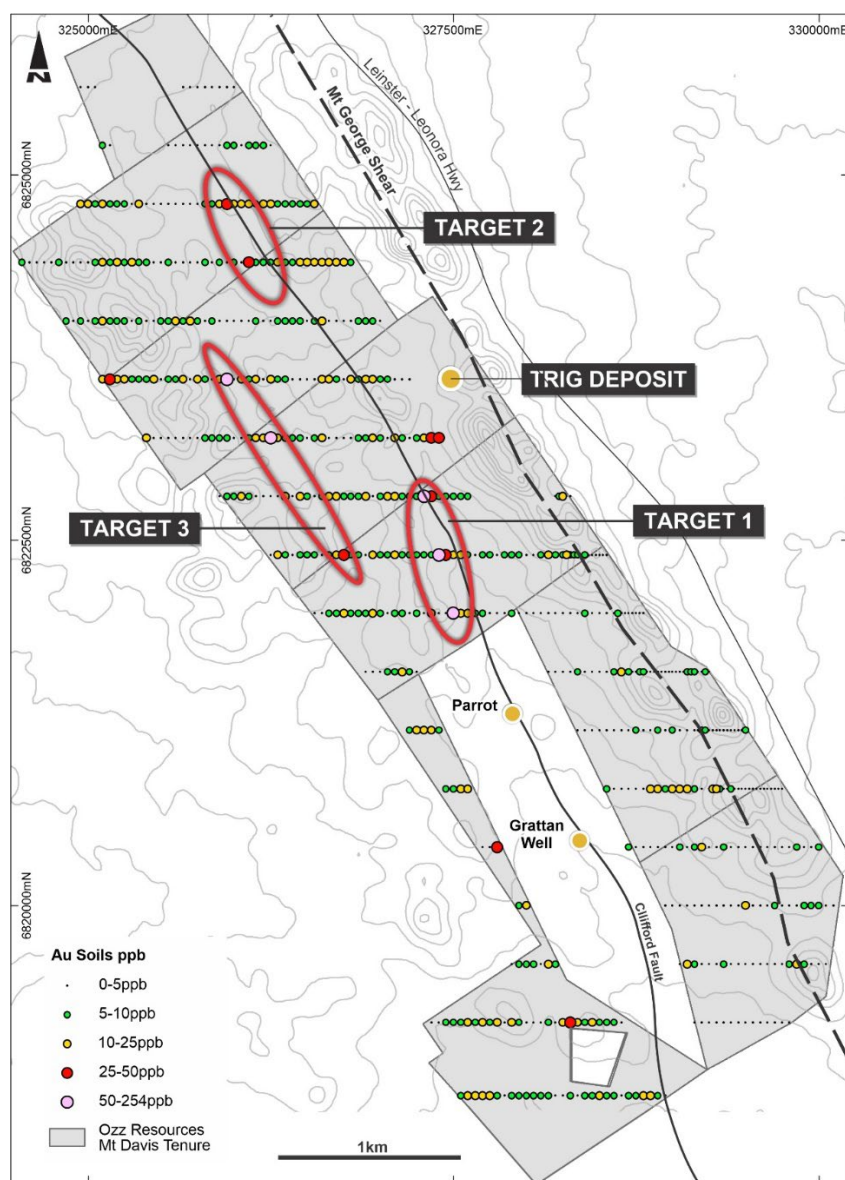 325000mE
327500mE
330000mE
N
Leinster - Leonora Hwy
Mt George Shear
6825000mN
TARGET 2
TRIG DEPOSIT
TARGET 3
TARGET 1
6822500mN
Parrot
Grattan
Well
6820000mN
Cllifford Fault
Au Soils ppb
0-5ppb
5-10ppb
10-25ppb
25-50ppb
50-254ppb
Ozz Resources
Mt Davis Tenure
1km